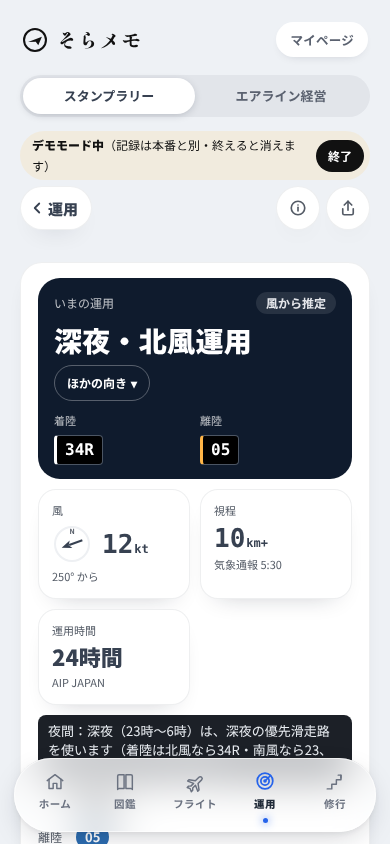 そらメモ
マイページ
スタンプラリー
エアライン経営
デモモード中（記録は本番と別・終えると消えま
す）
終了
運用
いまの運用
風から推定
深夜・北風運用
ほかの向き ▾
着陸
離陸
34R
05
風
N
12kt
250° から
視程
10km+
気象通報 5:30
運用時間
24時間
AIP JAPAN
夜間：深夜（23時〜6時）は、深夜の優先滑走路
を使います（着陸は北風なら34R・南風なら23、
ホーム
図鑑
フライト
運用
修行
離陸
05